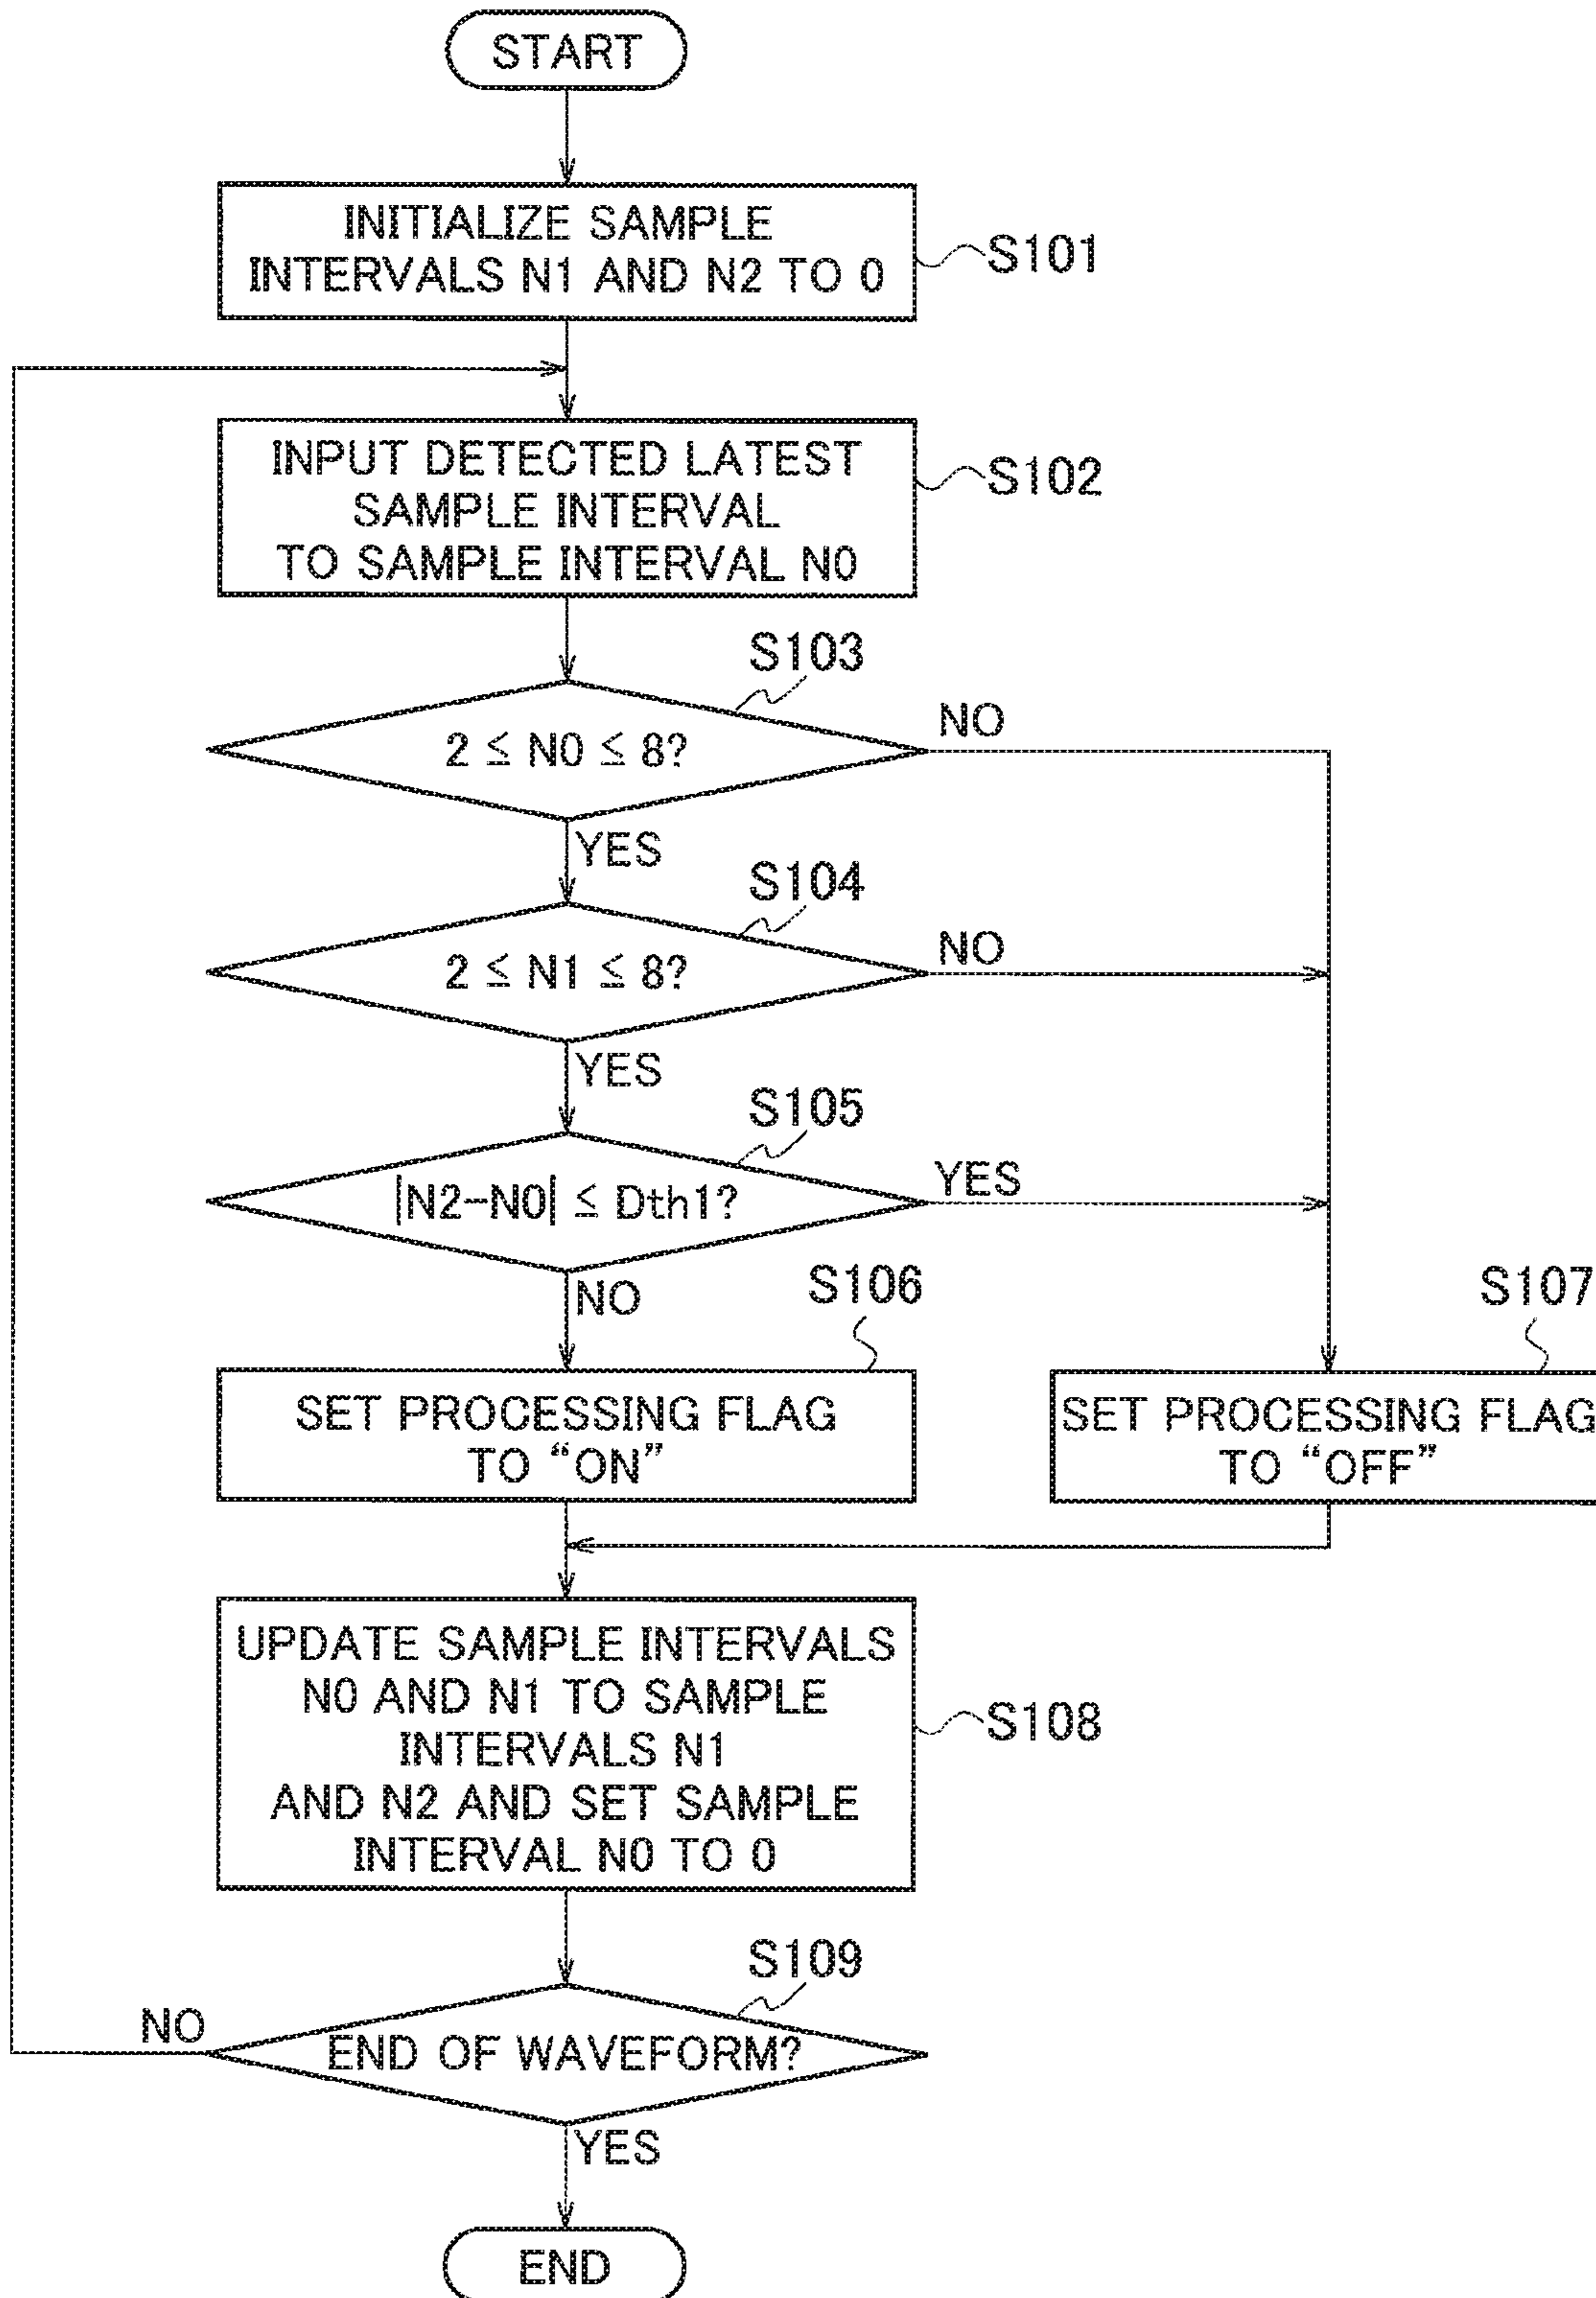 START
INITIALIZE SAMPLE
INTERVALS N1 AND N2 TO 0
S101
INPUT DETECTED LATEST
SAMPLE INTERVAL
TO SAMPLE INTERVAL N0
S102
S103
2 ≤ N0 ≤ 8?
NO
YES
S104
2 ≤ N1 ≤ 8?
NO
YES
S105
|N2-N0| ≤ Dth1?
YES
NO
S106
SET PROCESSING FLAG
TO “ON”
S107
SET PROCESSING FLAG
TO “OFF”
UPDATE SAMPLE INTERVALS
N0 AND N1 TO SAMPLE
INTERVALS N1
AND N2 AND SET SAMPLE
INTERVAL N0 TO 0
S108
S109
END OF WAVEFORM?
NO
YES
END